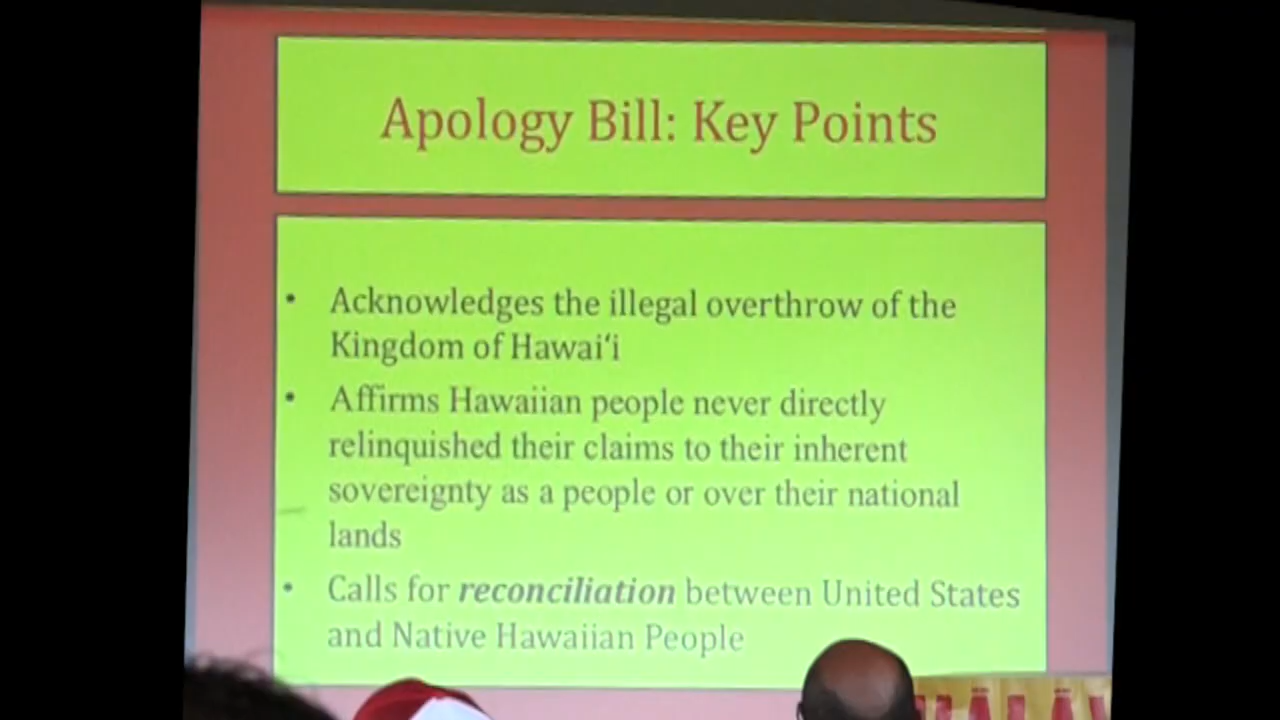 Apology Bill: Key Points
• Acknowledges the illegal overthrow of the
Kingdom of Hawaiʻi
• Affirms Hawaiian people never directly
relinquished their claims to their inherent
sovereignty as a people or over their national
lands
• Calls for reconciliation between United States
and Native Hawaiian People